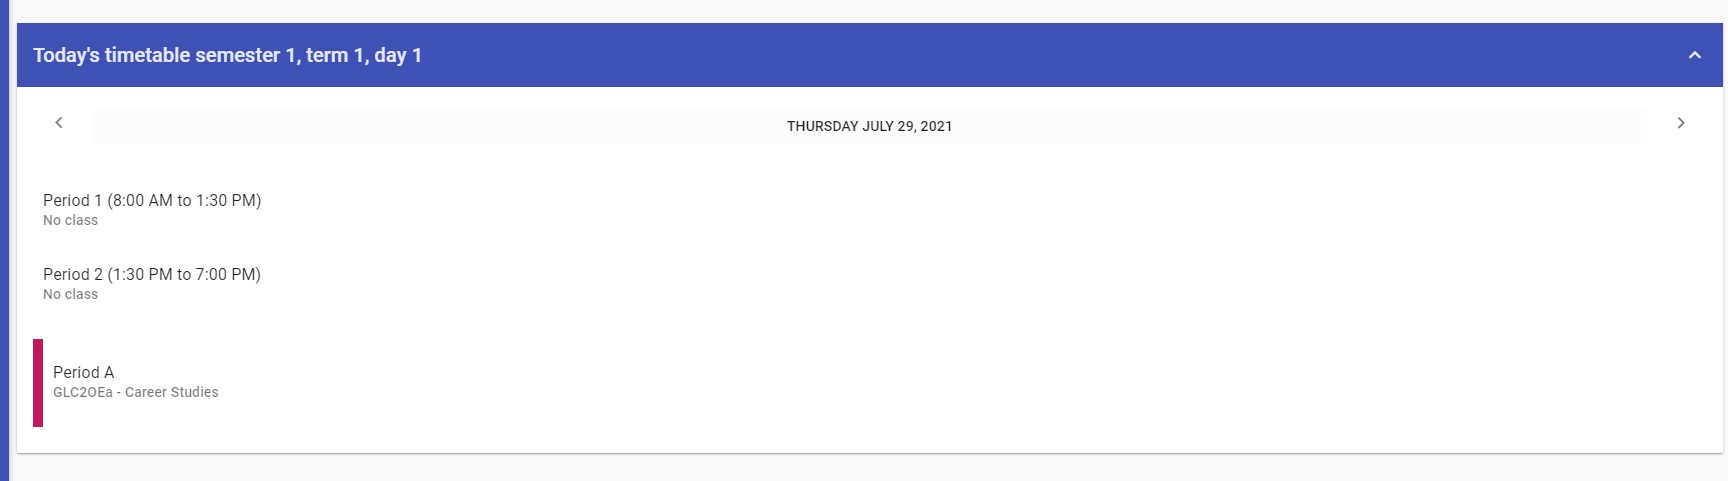 Today's timetable semester 1, term 1, day 1
THURSDAY JULY 29, 2021
Period 1 (8:00 AM to 1:30 PM)
No class
Period 2 (1:30 PM to 7:00 PM)
No class
Period A
GLC2OEa - Career Studies